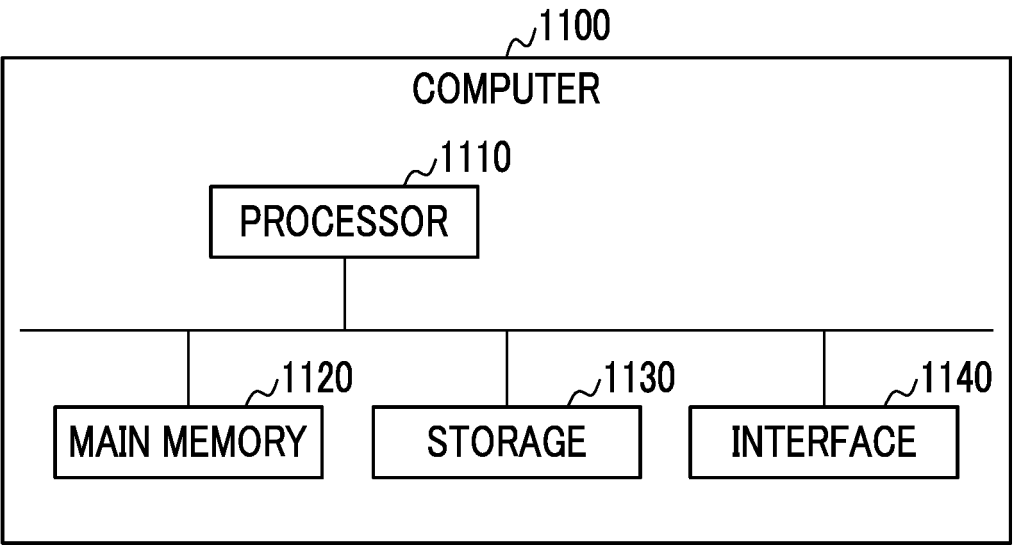 1100
COMPUTER
1110
PROCESSOR
1120
1130
1140
MAIN MEMORY
STORAGE
INTERFACE